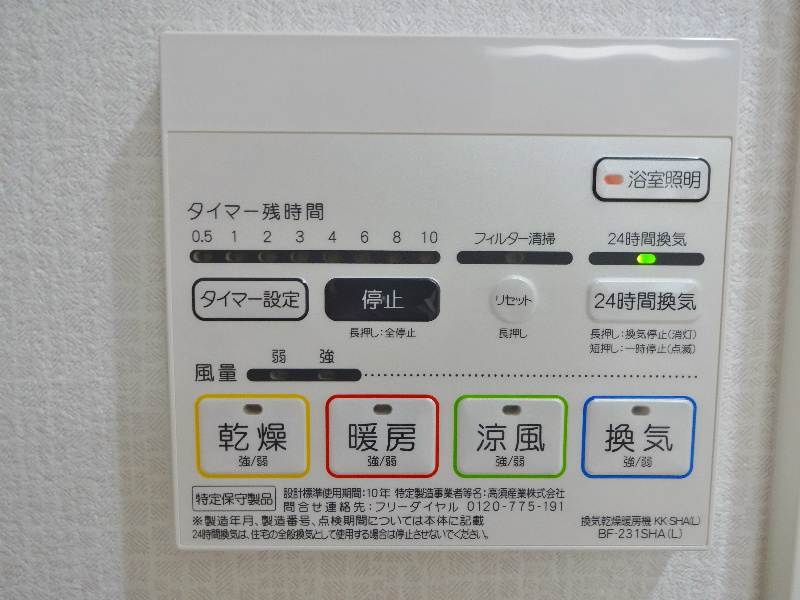 浴室照明
タイマー残時間
0.5 1 2 3 4 6 8 10
フィルター清掃
24時間換気
タイマー設定
停止
リセット
24時間換気
長押し:全停止
長押し
長押し:換気停止(消灯)
短押し:一時停止(点滅)
弱 強
風量
乾燥
強/弱
暖房
強/弱
涼風
強/弱
換気
強/弱
特定保守製品
設計標準使用期間:10年 特定製造事業者等名:高須産業株式会社
問合せ連絡先:フリーダイヤル 0120-775-191
※製造年月、製造番号、点検期間については本体に記載
24時間換気は、住宅の全般換気として使用する場合は停止させないでください。
換気乾燥暖房機 KK-SHA(L)
BF-231SHA(L)